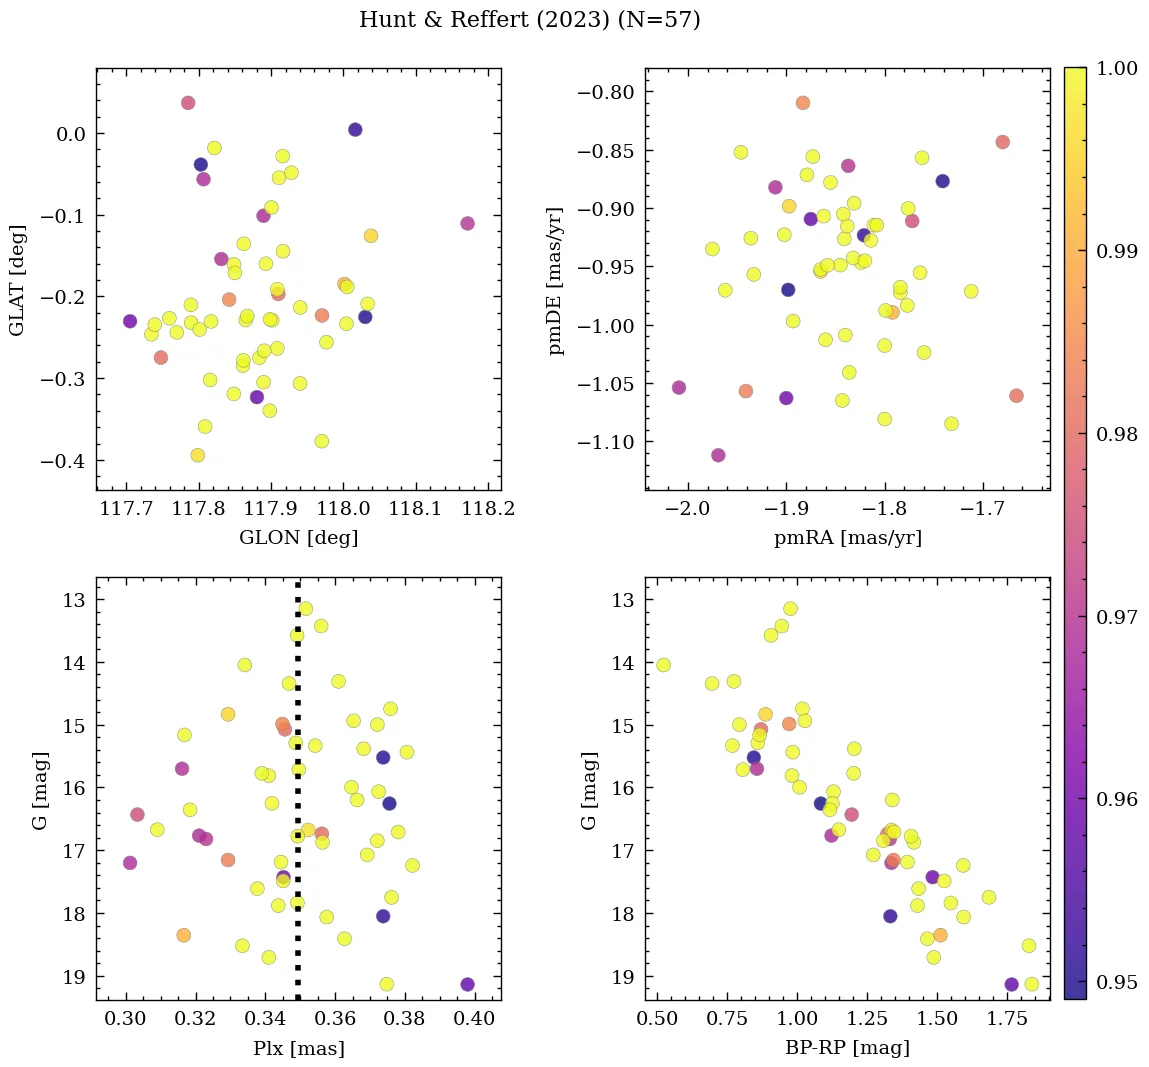 Hunt & Reffert (2023) (N=57)
0.0
−0.1
−0.2
−0.3
−0.4
GLAT [deg]
117.7 117.8 117.9 118.0 118.1 118.2
GLON [deg]
−0.80
−0.85
−0.90
−0.95
−1.00
−1.05
−1.10
pmDE [mas/yr]
−2.0 −1.9 −1.8 −1.7
pmRA [mas/yr]
13
14
15
16
17
18
19
G [mag]
0.30 0.32 0.34 0.36 0.38 0.40
Plx [mas]
13
14
15
16
17
18
19
G [mag]
0.50 0.75 1.00 1.25 1.50 1.75
BP-RP [mag]
1.00
0.99
0.98
0.97
0.96
0.95